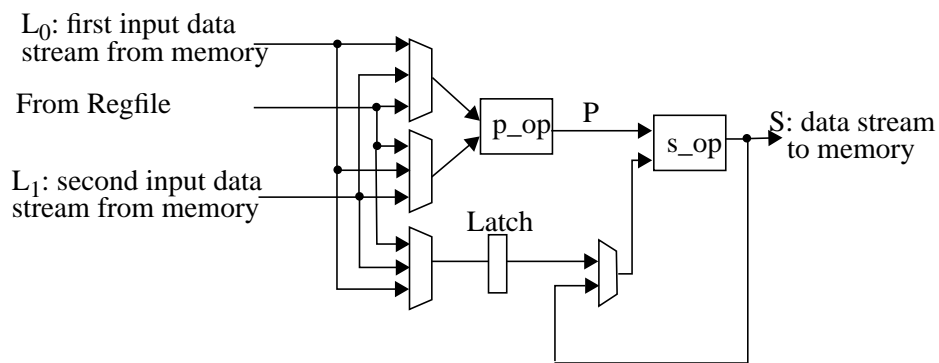 L₀: first input data
stream from memory
From Regfile
p_op
P
s_op
S: data stream
to memory
L₁: second input data
stream from memory
Latch